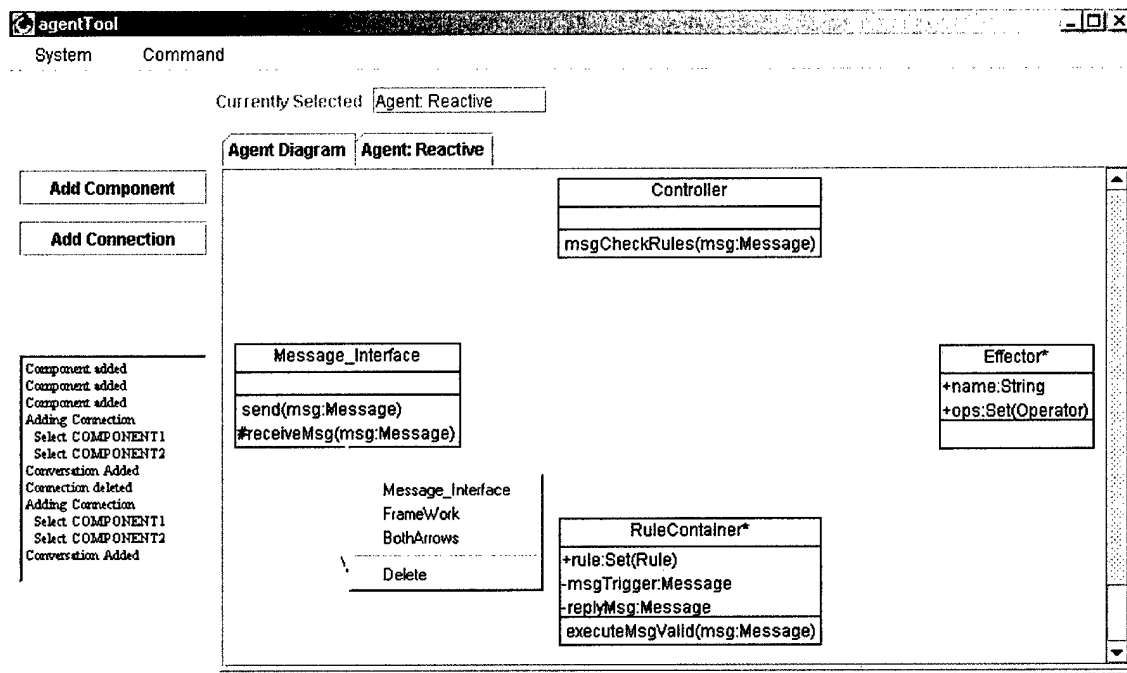 agentTool
System Command
Currently Selected Agent: Reactive
Agent Diagram Agent: Reactive
Add Component
Add Connection
Component added
Component added
Component added
Adding Connection
Select COMPONENT1
Select COMPONENT2
Conversation Added
Connection deleted
Adding Connection
Select COMPONENT1
Select COMPONENT2
Conversation Added
Controller
msgCheckRules(msg:Message)
Message_Interface
send(msg:Message)
#receiveMsg(msg:Message)
Effector*
+name:String
+ops:Set(Operator)
Message_Interface
FrameWork
BothArrows
Delete
RuleContainer*
+rule:Set(Rule)
-msgTrigger:Message
-replyMsg:Message
executeMsgValid(msg:Message)